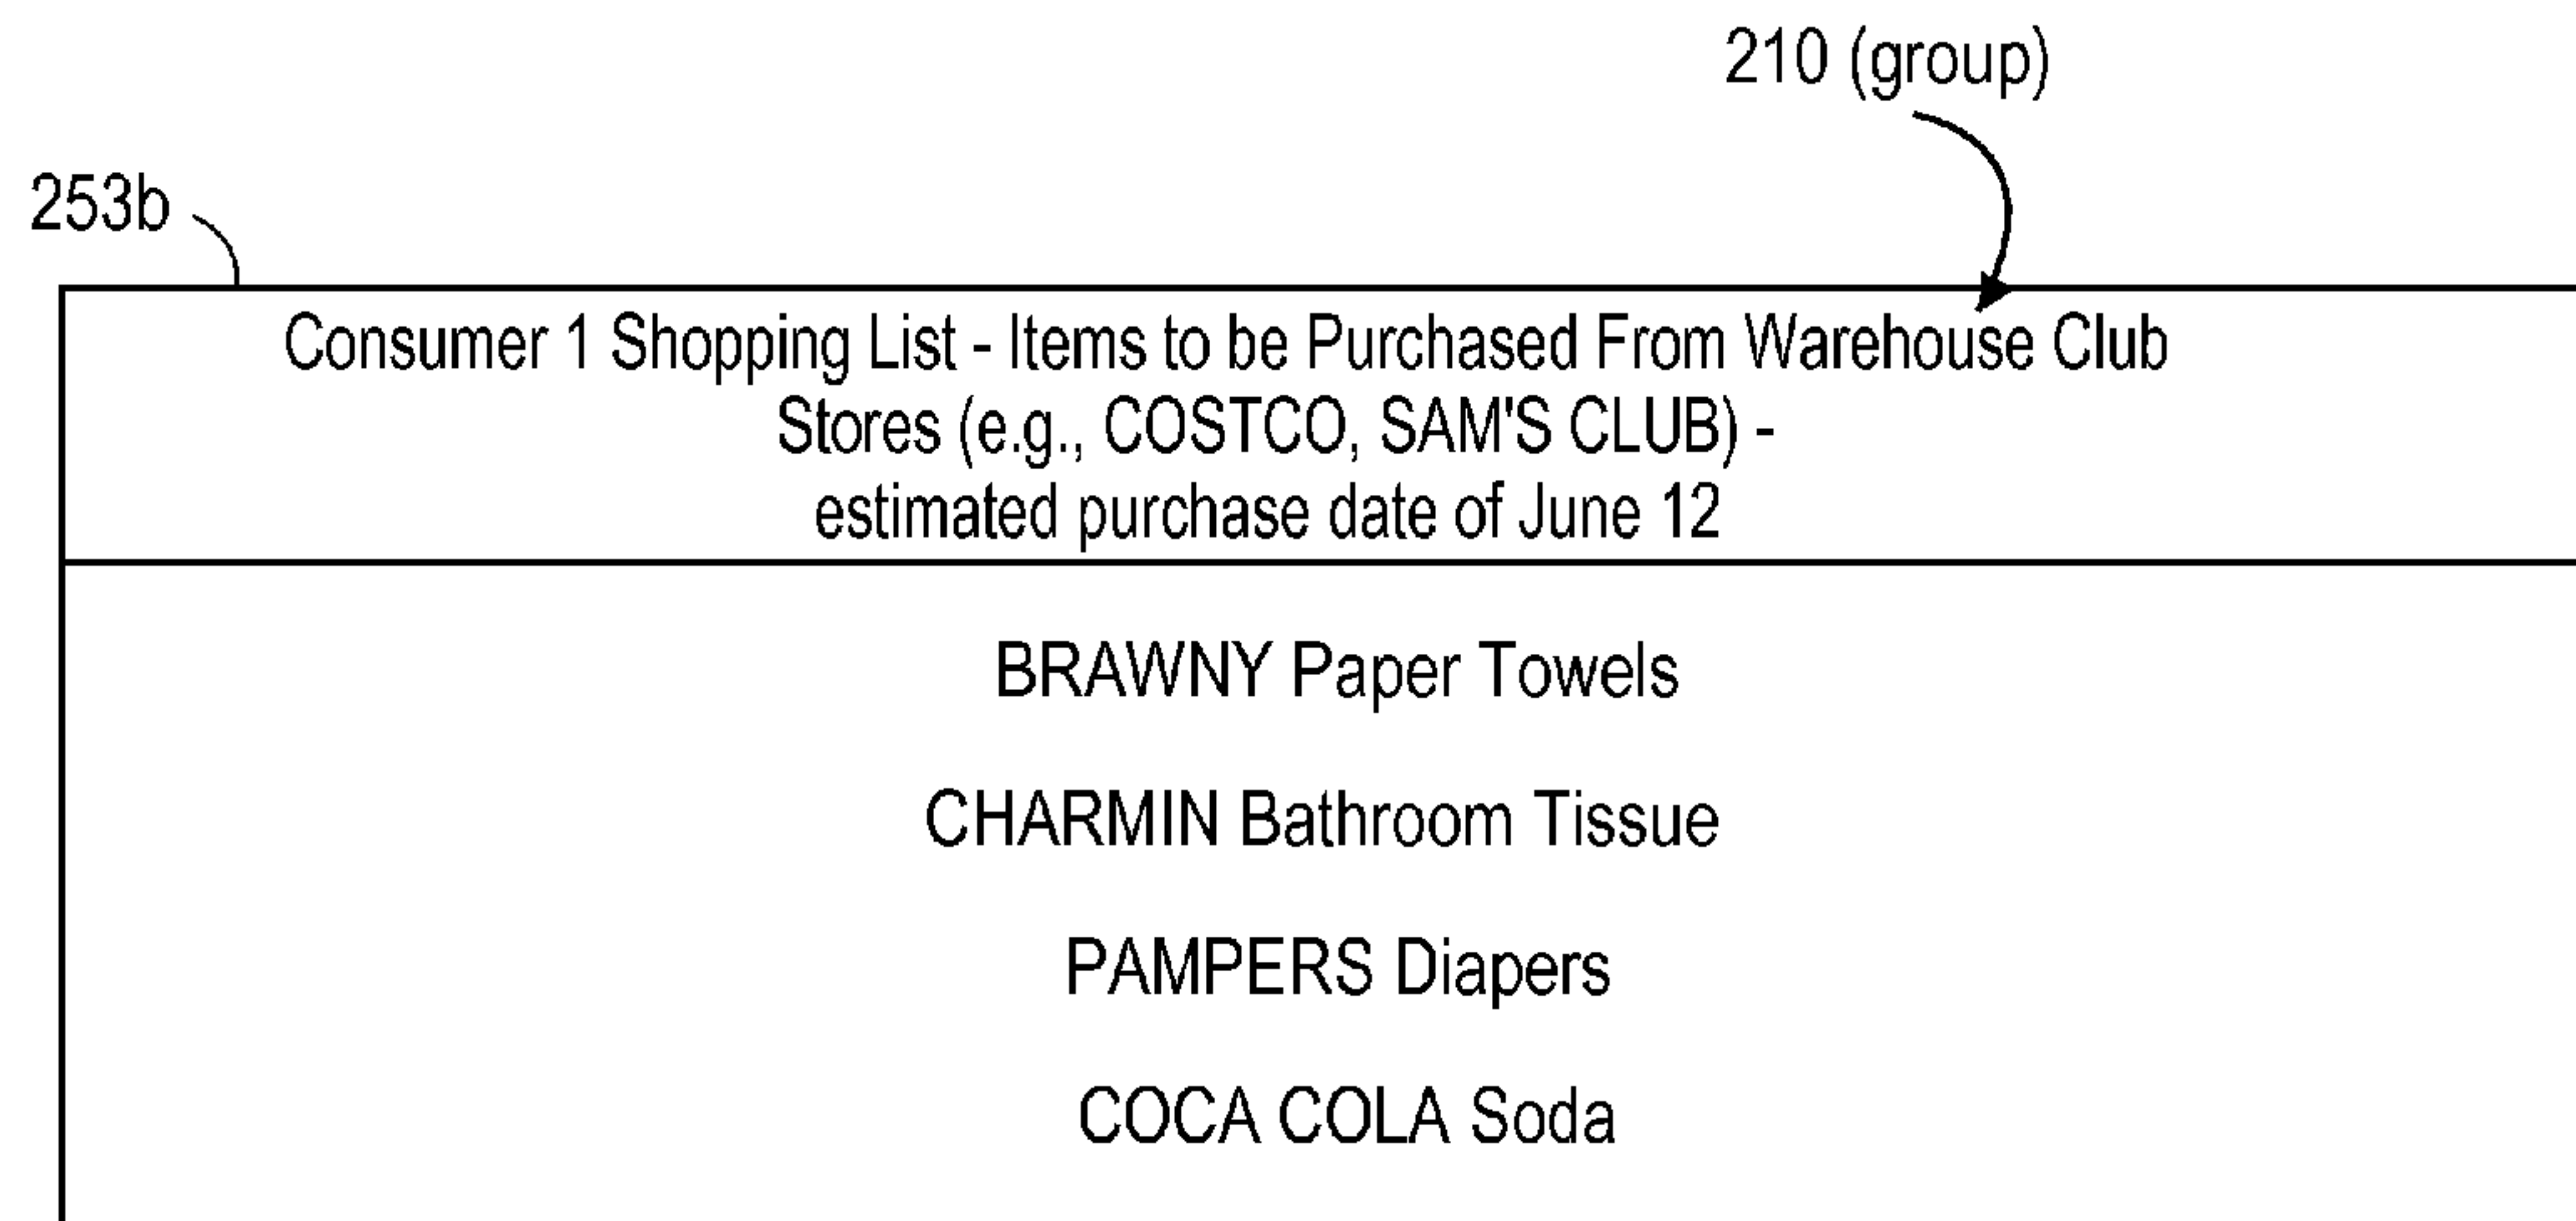 210 (group)
253b
Consumer 1 Shopping List - Items to be Purchased From Warehouse Club
Stores (e.g., COSTCO, SAM'S CLUB) -
estimated purchase date of June 12
BRAWNY Paper Towels
CHARMIN Bathroom Tissue
PAMPERS Diapers
COCA COLA Soda